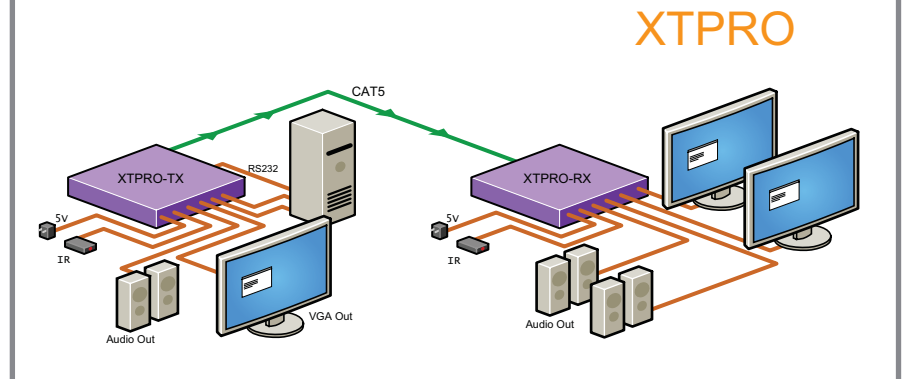 XTPRO
CAT5
XTPRO-TX
RS232
XTPRO-RX
5V
IR
5V
IR
VGA Out
Audio Out
Audio Out